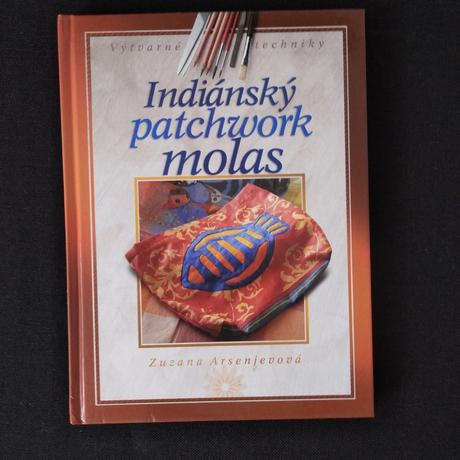 Výtvarné techniky
Indiánský
patchwork
molas
Zuzana Arsenjevová